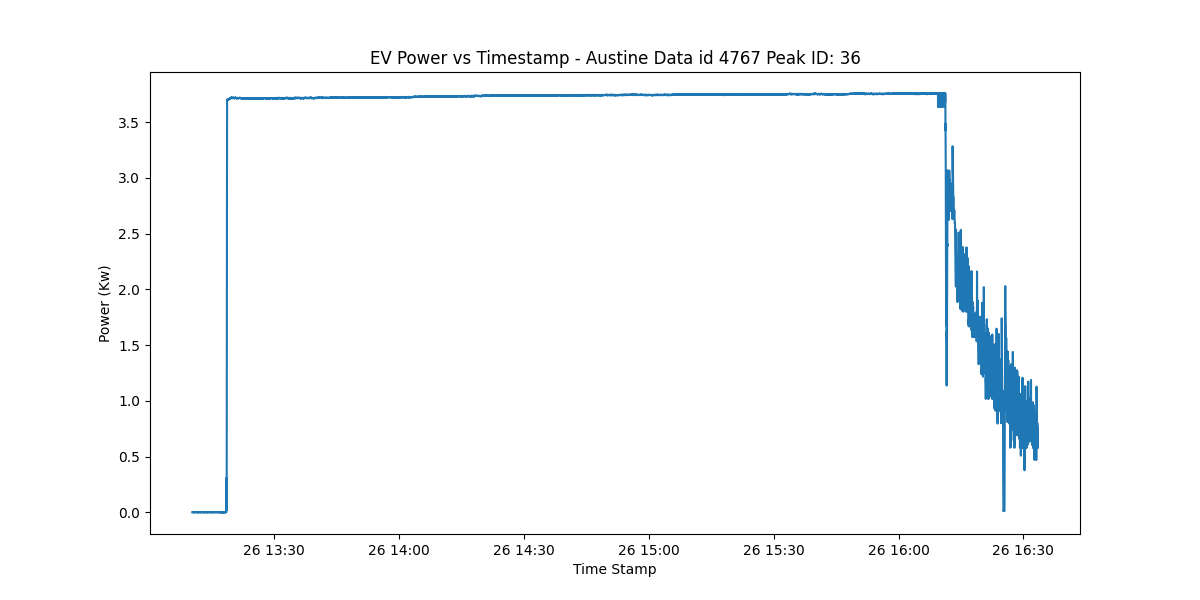 EV Power vs Timestamp - Austine Data id 4767 Peak ID: 36
3.5
3.0
2.5
2.0
1.5
1.0
0.5
0.0
Power (Kw)
26 13:30 26 14:00 26 14:30 26 15:00 26 15:30 26 16:00 26 16:30
Time Stamp